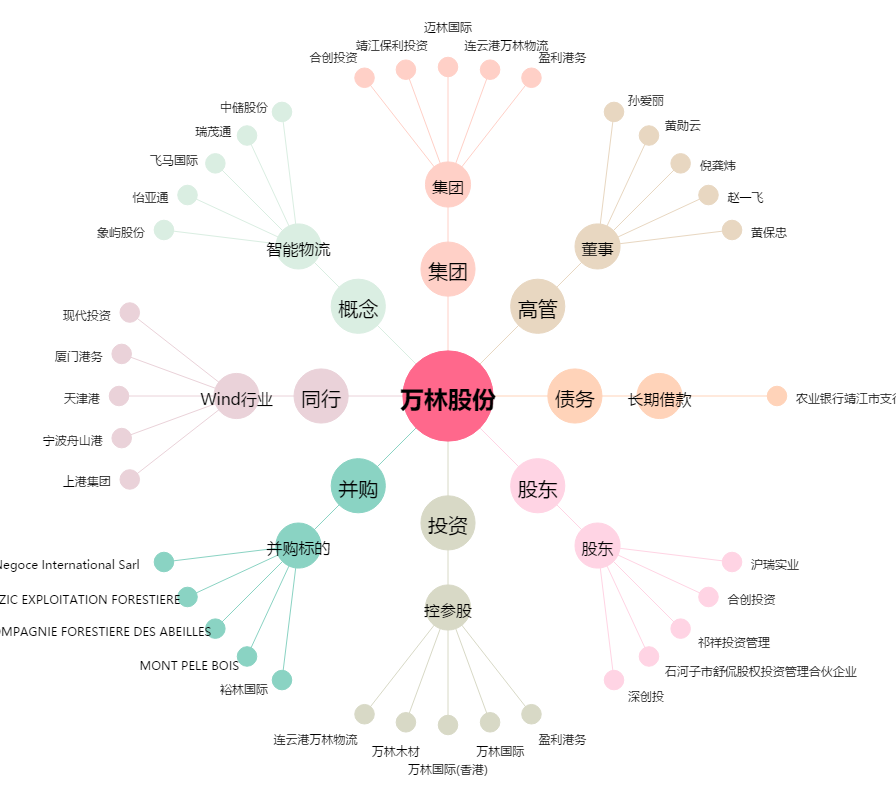 迈林国际
靖江保利投资
连云港万林物流
合创投资
盈利港务
集团
集团
孙爱丽
黄勋云
倪龚炜
赵一飞
黄保忠
董事
高管
中储股份
瑞茂通
飞马国际
怡亚通
象屿股份
智能物流
概念
现代投资
厦门港务
天津港
宁波舟山港
上港集团
Wind行业
同行
万林股份
债务
长期借款
农业银行靖江市支行
并购
并购标的
Negoce International Sarl
ZIC EXPLOITATION FORESTIERE
OMPAGNIE FORESTIERE DES ABEILLES
MONT PELE BOIS
裕林国际
投资
控参股
连云港万林物流
万林木材
万林国际(香港)
万林国际
盈利港务
股东
股东
沪瑞实业
合创投资
祁祥投资管理
石河子市舒侃股权投资管理合伙企业
深创投